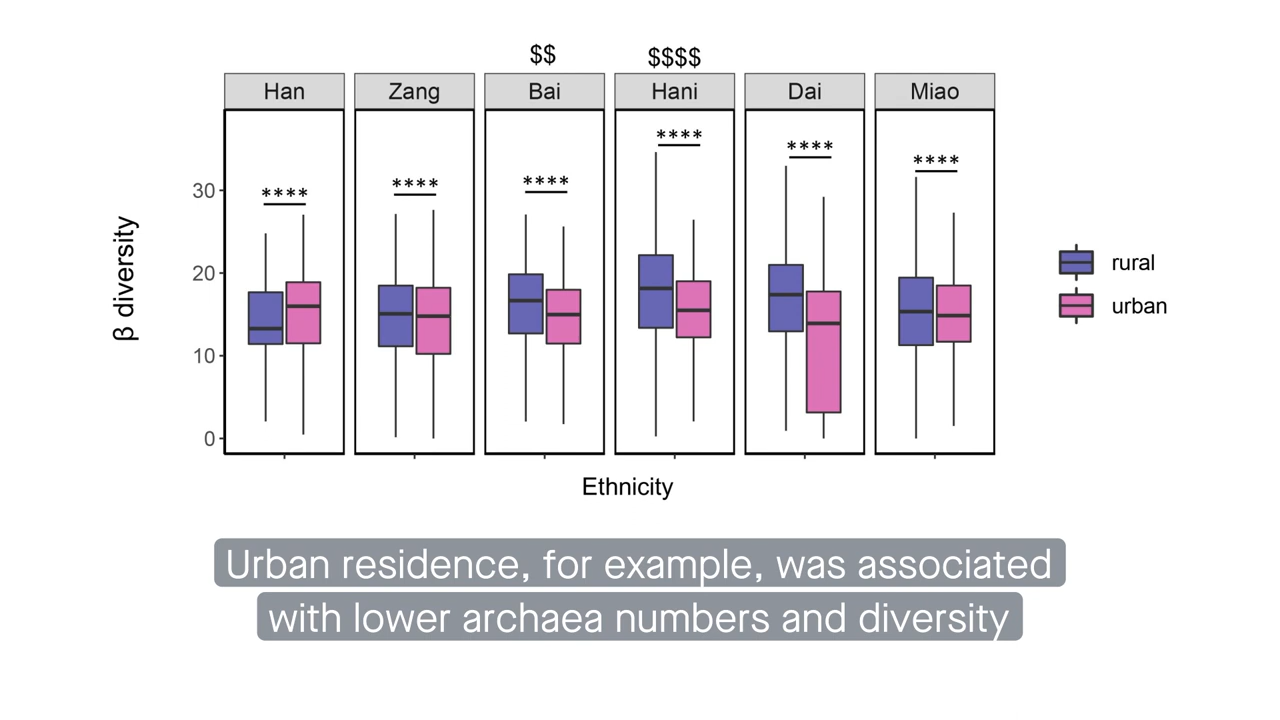 $$ $$$$
Han Zang Bai Hani Dai Miao
**** **** **** **** **** ****
30
20
10
0
β diversity
Ethnicity
rural
urban
Urban residence, for example, was associated
with lower archaea numbers and diversity